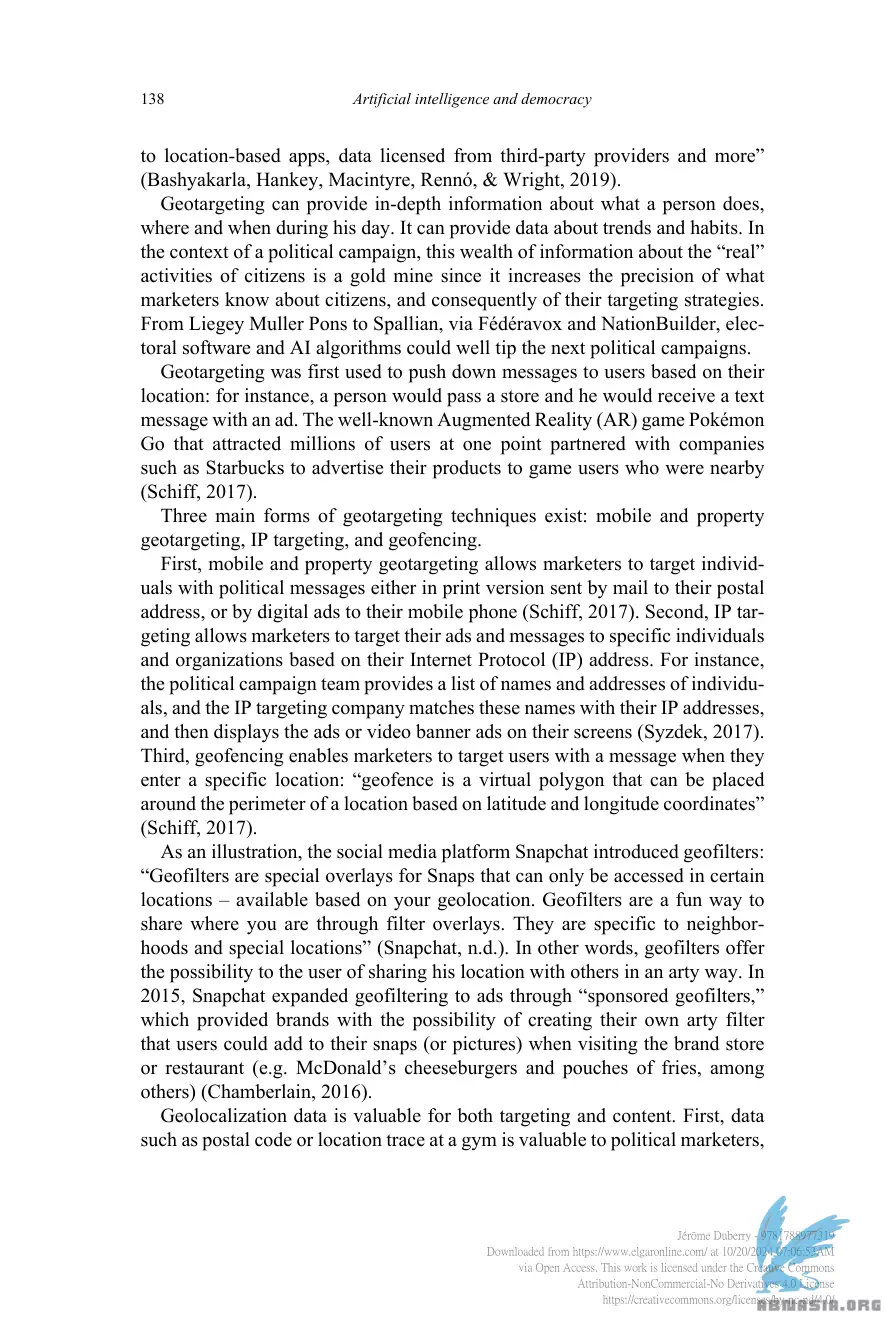 138 Artificial intelligence and democracy
to location-based apps, data licensed from third-party providers and more”
(Bashyakarla, Hankey, Macintyre, Rennó, & Wright, 2019).
Geotargeting can provide in-depth information about what a person does,
where and when during his day. It can provide data about trends and habits. In
the context of a political campaign, this wealth of information about the “real”
activities of citizens is a gold mine since it increases the precision of what
marketers know about citizens, and consequently of their targeting strategies.
From Liegey Muller Pons to Spallian, via Fédéravox and NationBuilder, elec-
toral software and AI algorithms could well tip the next political campaigns.
Geotargeting was first used to push down messages to users based on their
location: for instance, a person would pass a store and he would receive a text
message with an ad. The well-known Augmented Reality (AR) game Pokémon
Go that attracted millions of users at one point partnered with companies
such as Starbucks to advertise their products to game users who were nearby
(Schiff, 2017).
Three main forms of geotargeting techniques exist: mobile and property
geotargeting, IP targeting, and geofencing.
First, mobile and property geotargeting allows marketers to target individ-
uals with political messages either in print version sent by mail to their postal
address, or by digital ads to their mobile phone (Schiff, 2017). Second, IP tar-
geting allows marketers to target their ads and messages to specific individuals
and organizations based on their Internet Protocol (IP) address. For instance,
the political campaign team provides a list of names and addresses of individu-
als, and the IP targeting company matches these names with their IP addresses,
and then displays the ads or video banner ads on their screens (Syzdek, 2017).
Third, geofencing enables marketers to target users with a message when they
enter a specific location: “geofence is a virtual polygon that can be placed
around the perimeter of a location based on latitude and longitude coordinates”
(Schiff, 2017).
As an illustration, the social media platform Snapchat introduced geofilters:
“Geofilters are special overlays for Snaps that can only be accessed in certain
locations – available based on your geolocation. Geofilters are a fun way to
share where you are through filter overlays. They are specific to neighbor-
hoods and special locations” (Snapchat, n.d.). In other words, geofilters offer
the possibility to the user of sharing his location with others in an arty way. In
2015, Snapchat expanded geofiltering to ads through “sponsored geofilters,”
which provided brands with the possibility of creating their own arty filter
that users could add to their snaps (or pictures) when visiting the brand store
or restaurant (e.g. McDonald’s cheeseburgers and pouches of fries, among
others) (Chamberlain, 2016).
Geolocalization data is valuable for both targeting and content. First, data
such as postal code or location trace at a gym is valuable to political marketers,
Jérôme Duberry - 9781788977319
Downloaded from https://www.elgaronline.com/ at 10/20/2024 07:06:53AM
via Open Access. This work is licensed under the Creative Commons
Attribution-NonCommercial-No Derivatives 4.0 License
https://creativecommons.org/licenses/by-nc-nd/4.0/
ABMASIA.ORG